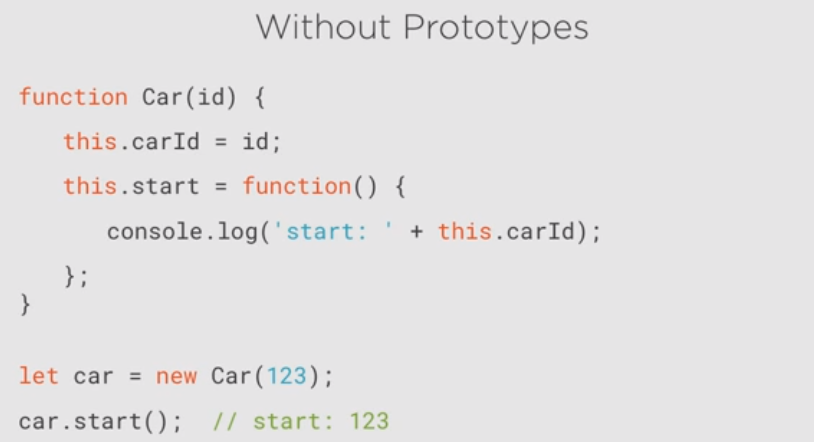 Without Prototypes
function Car(id) {
this.carId = id;
this.start = function() {
console.log('start: ' + this.carId);
};
}
let car = new Car(123);
car.start(); // start: 123